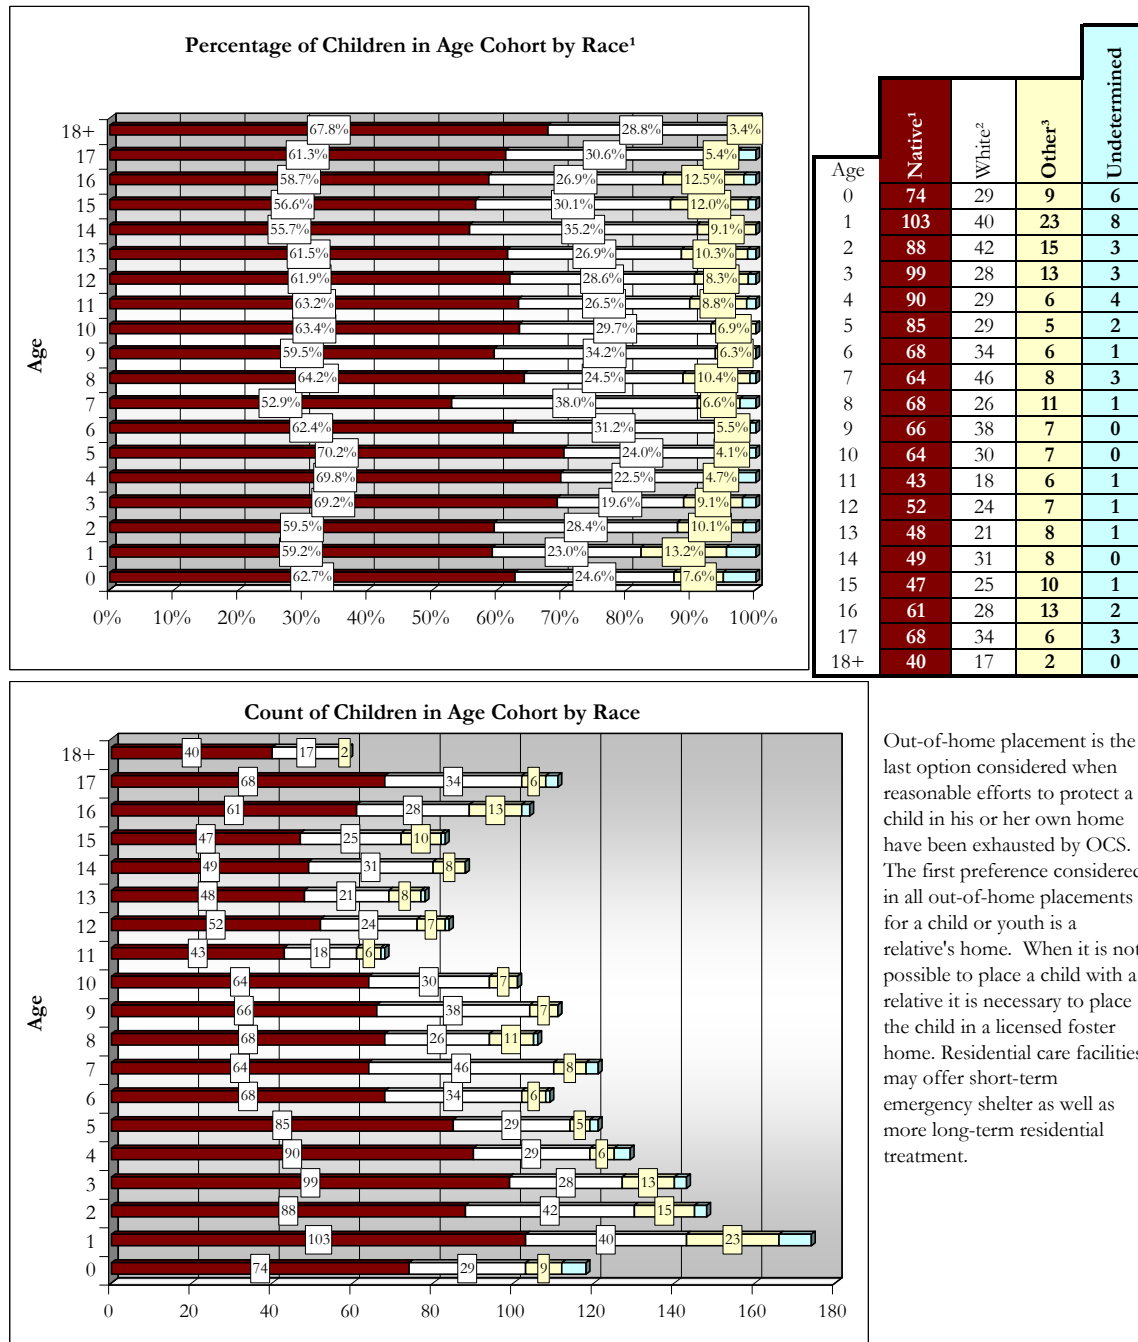 Percentage of Children in Age Cohort by Race¹
18+ 67.8% 28.8% 3.4%
17 61.3% 30.6% 5.4%
16 58.7% 26.9% 12.5%
15 56.6% 30.1% 12.0%
14 55.7% 35.2% 9.1%
13 61.5% 26.9% 10.3%
12 61.9% 28.6% 8.3%
11 63.2% 26.5% 8.8%
10 63.4% 29.7% 6.9%
9 59.5% 34.2% 6.3%
8 64.2% 24.5% 10.4%
7 52.9% 38.0% 6.6%
6 62.4% 31.2% 5.5%
5 70.2% 24.0% 4.1%
4 69.8% 22.5% 4.7%
3 69.2% 19.6% 9.1%
2 59.5% 28.4% 10.1%
1 59.2% 23.0% 13.2%
0 62.7% 24.6% 7.6%
Age
0% 10% 20% 30% 40% 50% 60% 70% 80% 90% 100%
Age Native¹ White² Other³ Undetermined
0 74 29 9 6
1 103 40 23 8
2 88 42 15 3
3 99 28 13 3
4 90 29 6 4
5 85 29 5 2
6 68 34 6 1
7 64 46 8 3
8 68 26 11 1
9 66 38 7 0
10 64 30 7 0
11 43 18 6 1
12 52 24 7 1
13 48 21 8 1
14 49 31 8 0
15 47 25 10 1
16 61 28 13 2
17 68 34 6 3
18+ 40 17 2 0
Count of Children in Age Cohort by Race
18+ 40 17 2
17 68 34 6
16 61 28 13
15 47 25 10
14 49 31 8
13 48 21 8
12 52 24 7
11 43 18 6
10 64 30 7
9 66 38 7
8 68 26 11
7 64 46 8
6 68 34 6
5 85 29 5
4 90 29 6
3 99 28 13
2 88 42 15
1 103 40 23
0 74 29 9
Age
0 20 40 60 80 100 120 140 160 180
Out-of-home placement is the
last option considered when
reasonable efforts to protect a
child in his or her own home
have been exhausted by OCS.
The first preference considered
in all out-of-home placements
for a child or youth is a
relative's home. When it is not
possible to place a child with a
relative it is necessary to place
the child in a licensed foster
home. Residential care facilities
may offer short-term
emergency shelter as well as
more long-term residential
treatment.